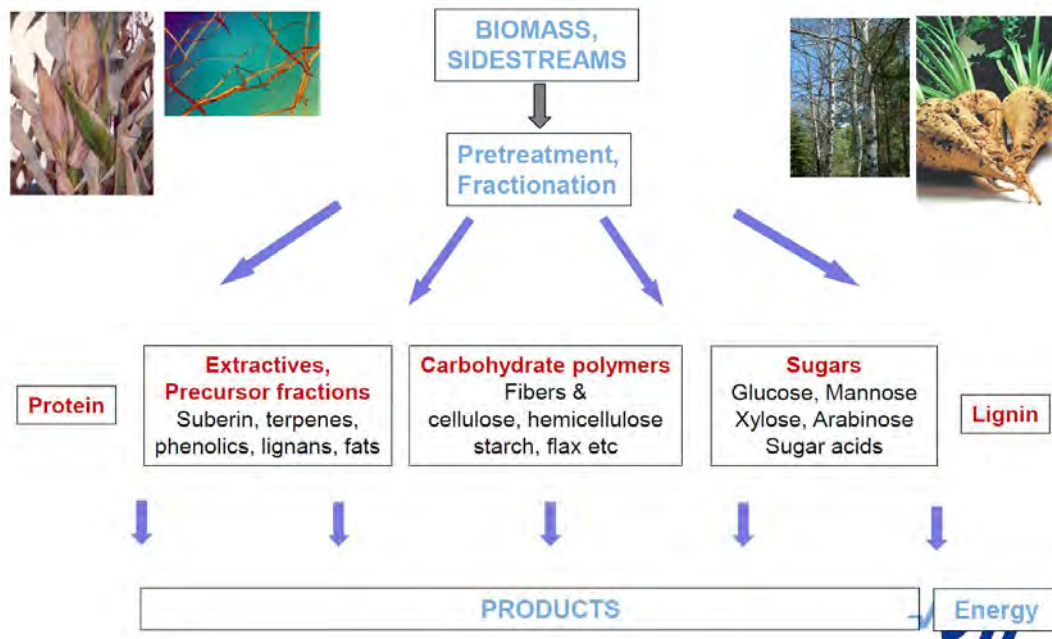 BIOMASS,
SIDESTREAMS
Pretreatment,
Fractionation
Protein
Extractives,
Precursor fractions
Suberin, terpenes,
phenolics, lignans, fats
Carbohydrate polymers
Fibers &
cellulose, hemicellulose
starch, flax etc
Sugars
Glucose, Mannose
Xylose, Arabinose
Sugar acids
Lignin
PRODUCTS
Energy